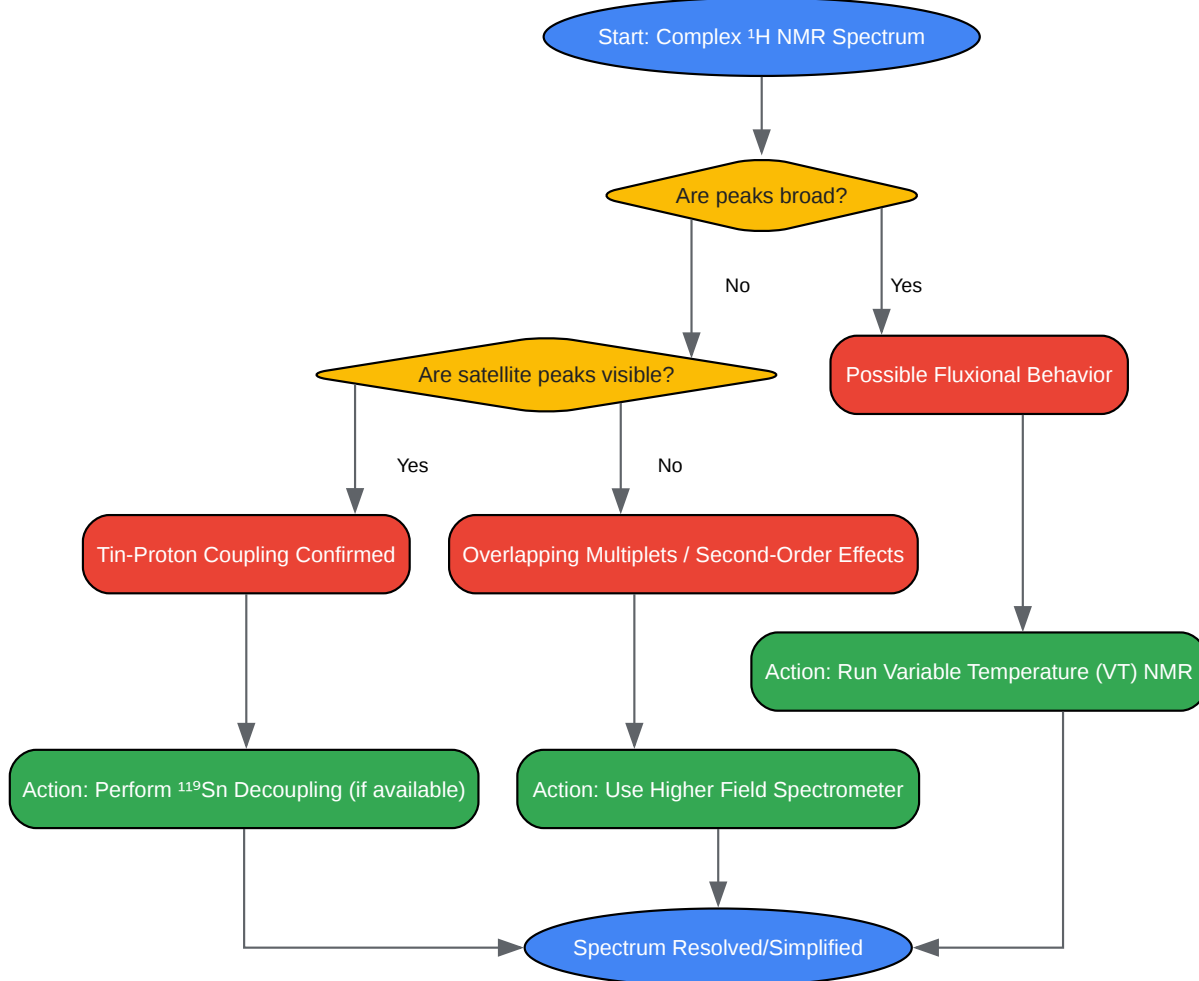 Start: Complex ¹H NMR Spectrum
Are peaks broad?
No
Yes
Are satellite peaks visible?
Possible Fluxional Behavior
Yes
No
Tin-Proton Coupling Confirmed
Overlapping Multiplets / Second-Order Effects
Action: Run Variable Temperature (VT) NMR
Action: Perform ¹¹⁹Sn Decoupling (if available)
Action: Use Higher Field Spectrometer
Spectrum Resolved/Simplified